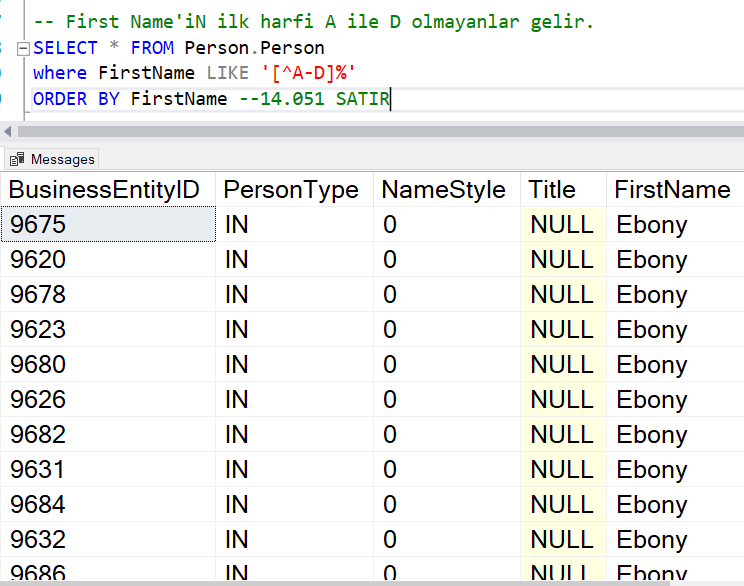 -- First Name'iN ilk harfi A ile D olmayanlar gelir.
SELECT * FROM Person.Person
where FirstName LIKE '[^A-D]%'
ORDER BY FirstName --14.051 SATIR
Messages
BusinessEntityID PersonType NameStyle Title FirstName
9675 IN 0 NULL Ebony
9620 IN 0 NULL Ebony
9678 IN 0 NULL Ebony
9623 IN 0 NULL Ebony
9680 IN 0 NULL Ebony
9626 IN 0 NULL Ebony
9682 IN 0 NULL Ebony
9631 IN 0 NULL Ebony
9684 IN 0 NULL Ebony
9632 IN 0 NULL Ebony
9686 IN 0 NULL Ebony